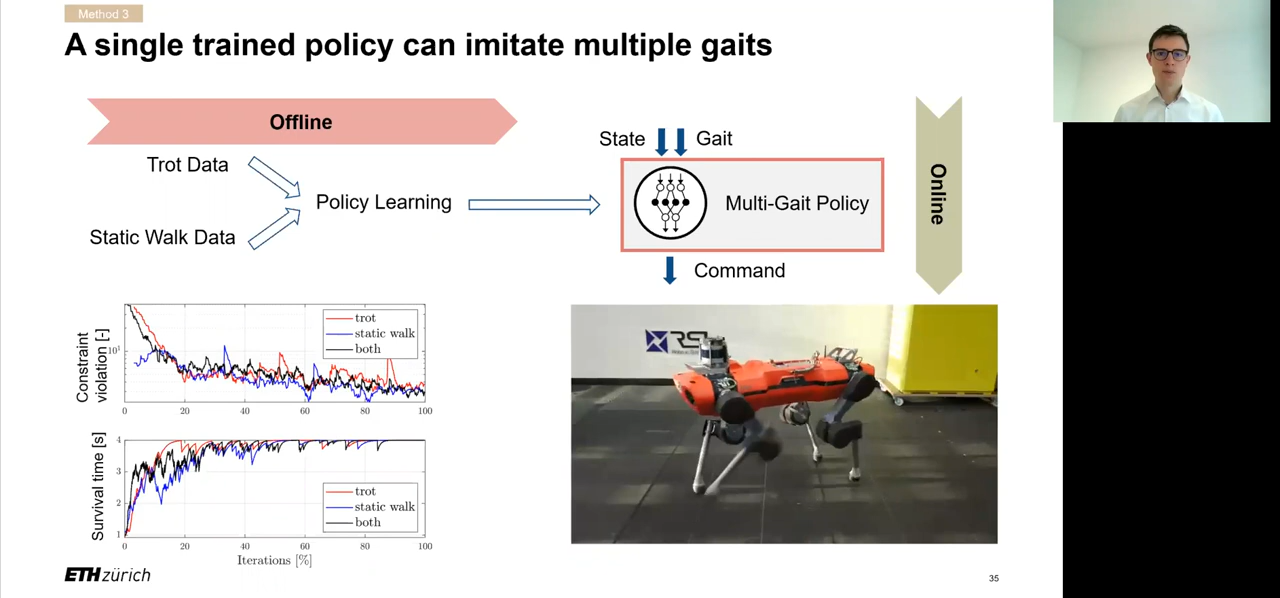 Method 3
A single trained policy can imitate multiple gaits
Offline
Trot Data
Static Walk Data
Policy Learning
State
Gait
Multi-Gait Policy
Command
Online
Constraint
violation [-]
10¹
trot
static walk
both
0 20 40 60 80 100
Survival time [s]
4
3
2
1
trot
static walk
both
0 20 40 60 80 100
Iterations [%]
RSL
ETH zürich
35